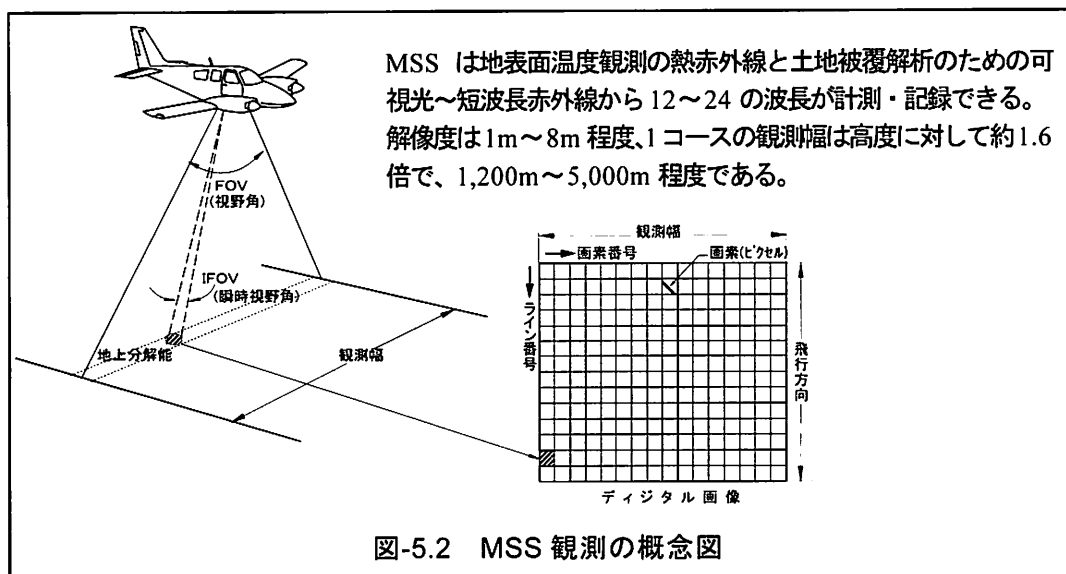 MSS は地表面温度観測の熱赤外線と土地被覆解析のための可
視光～短波長赤外線から 12～24 の波長が計測・記録できる。
解像度は1m～8m 程度、1 コースの観測幅は高度に対して約1.6
倍で、1,200m～5,000m 程度である。
FOV
(視野角)
IFOV
(瞬時視野角)
地上分解能
観測幅
観測幅
画素番号
画素(ピクセル)
ライン番号
飛行方向
ディジタル画像
図-5.2 MSS 観測の概念図